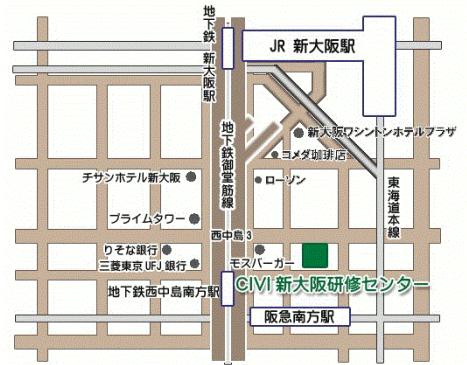 地下鉄 新大阪駅
JR 新大阪駅
地下鉄御堂筋線
新大阪ワシントンホテルプラザ
コメダ珈琲店
チサンホテル新大阪
ローソン
東海道本線
プライムタワー
西中島3
りそな銀行
三菱東京UFJ銀行
モスバーガー
地下鉄西中島南方駅
CIVI新大阪研修センター
阪急南方駅